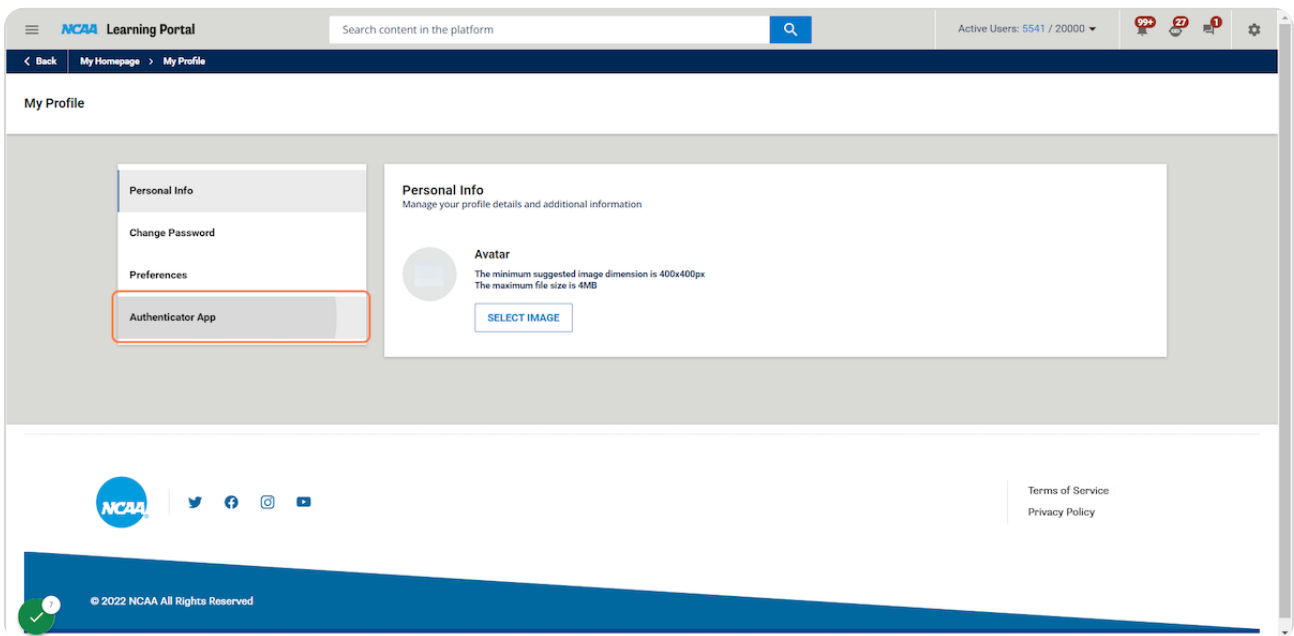 NCAA Learning Portal
Search content in the platform
Active Users: 5541 / 20000
99+
27
1
Back
My Homepage > My Profile
My Profile
Personal Info
Change Password
Preferences
Authenticator App
Personal Info
Manage your profile details and additional information
Avatar
The minimum suggested image dimension is 400x400px
The maximum file size is 4MB
SELECT IMAGE
NCAA
Terms of Service
Privacy Policy
© 2022 NCAA All Rights Reserved